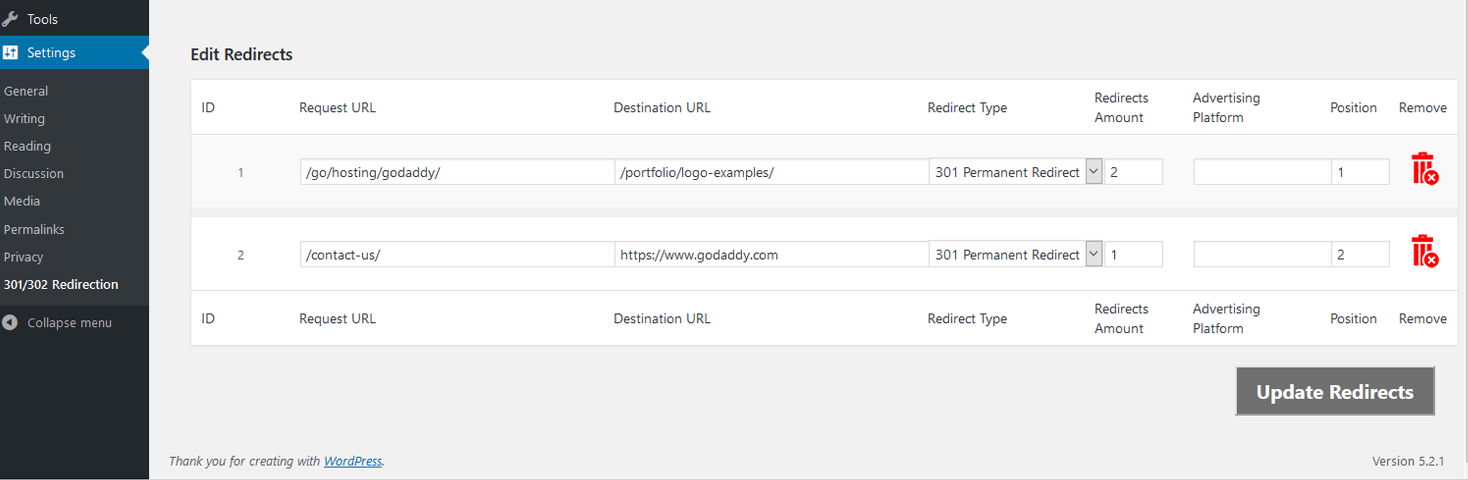 Tools
Settings
General
Writing
Reading
Discussion
Media
Permalinks
Privacy
301/302 Redirection
Collapse menu
Edit Redirects
ID Request URL Destination URL Redirect Type Redirects Amount Advertising Platform Position Remove
1 /go/hosting/godaddy/ /portfolio/logo-examples/ 301 Permanent Redirect 2 1
2 /contact-us/ https://www.godaddy.com 301 Permanent Redirect 1 2
ID Request URL Destination URL Redirect Type Redirects Amount Advertising Platform Position Remove
Update Redirects
Thank you for creating with WordPress. Version 5.2.1